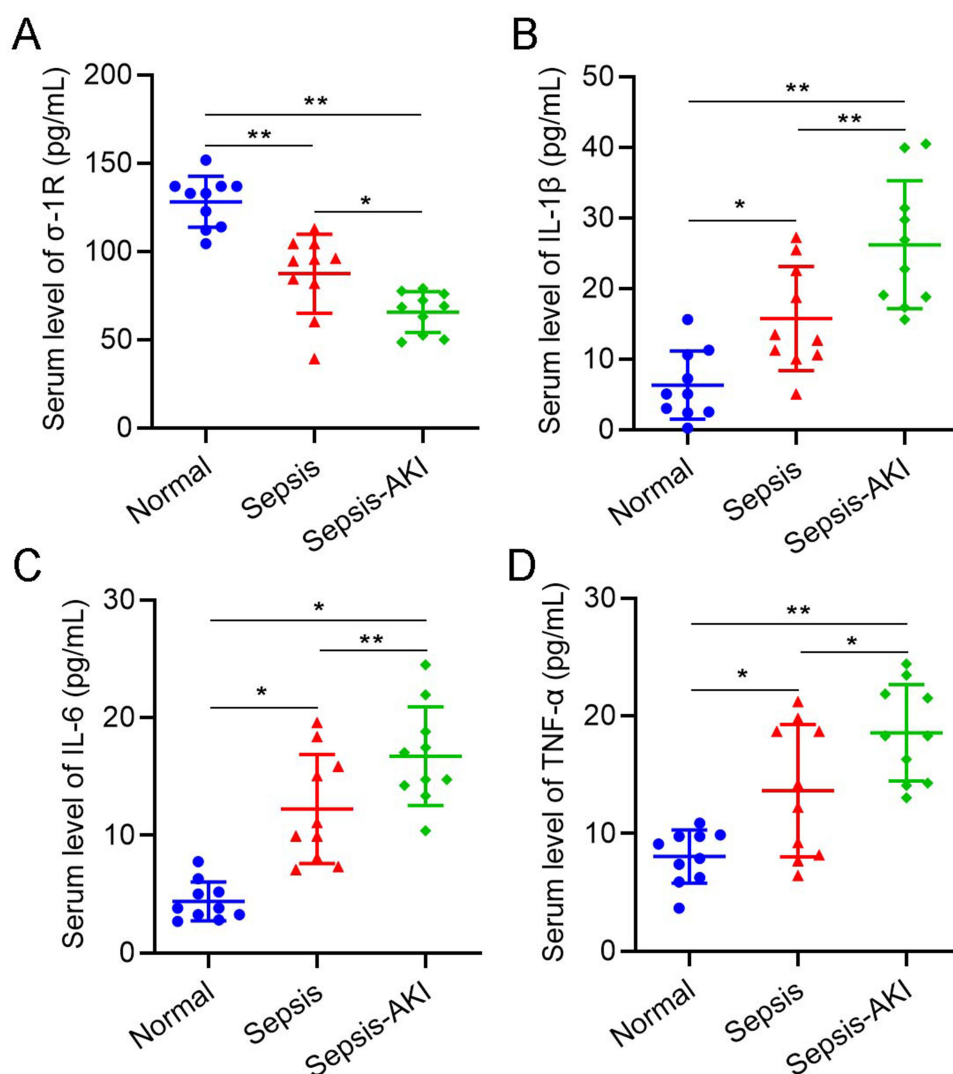 A
Serum level of σ-1R (pg/mL)
200
150
100
50
0
**
**
*
Normal
Sepsis
Sepsis-AKI
B
Serum level of IL-1β (pg/mL)
50
40
30
20
10
0
**
**
*
Normal
Sepsis
Sepsis-AKI
C
Serum level of IL-6 (pg/mL)
30
20
10
0
*
**
*
Normal
Sepsis
Sepsis-AKI
D
Serum level of TNF-α (pg/mL)
30
20
10
0
**
*
*
Normal
Sepsis
Sepsis-AKI